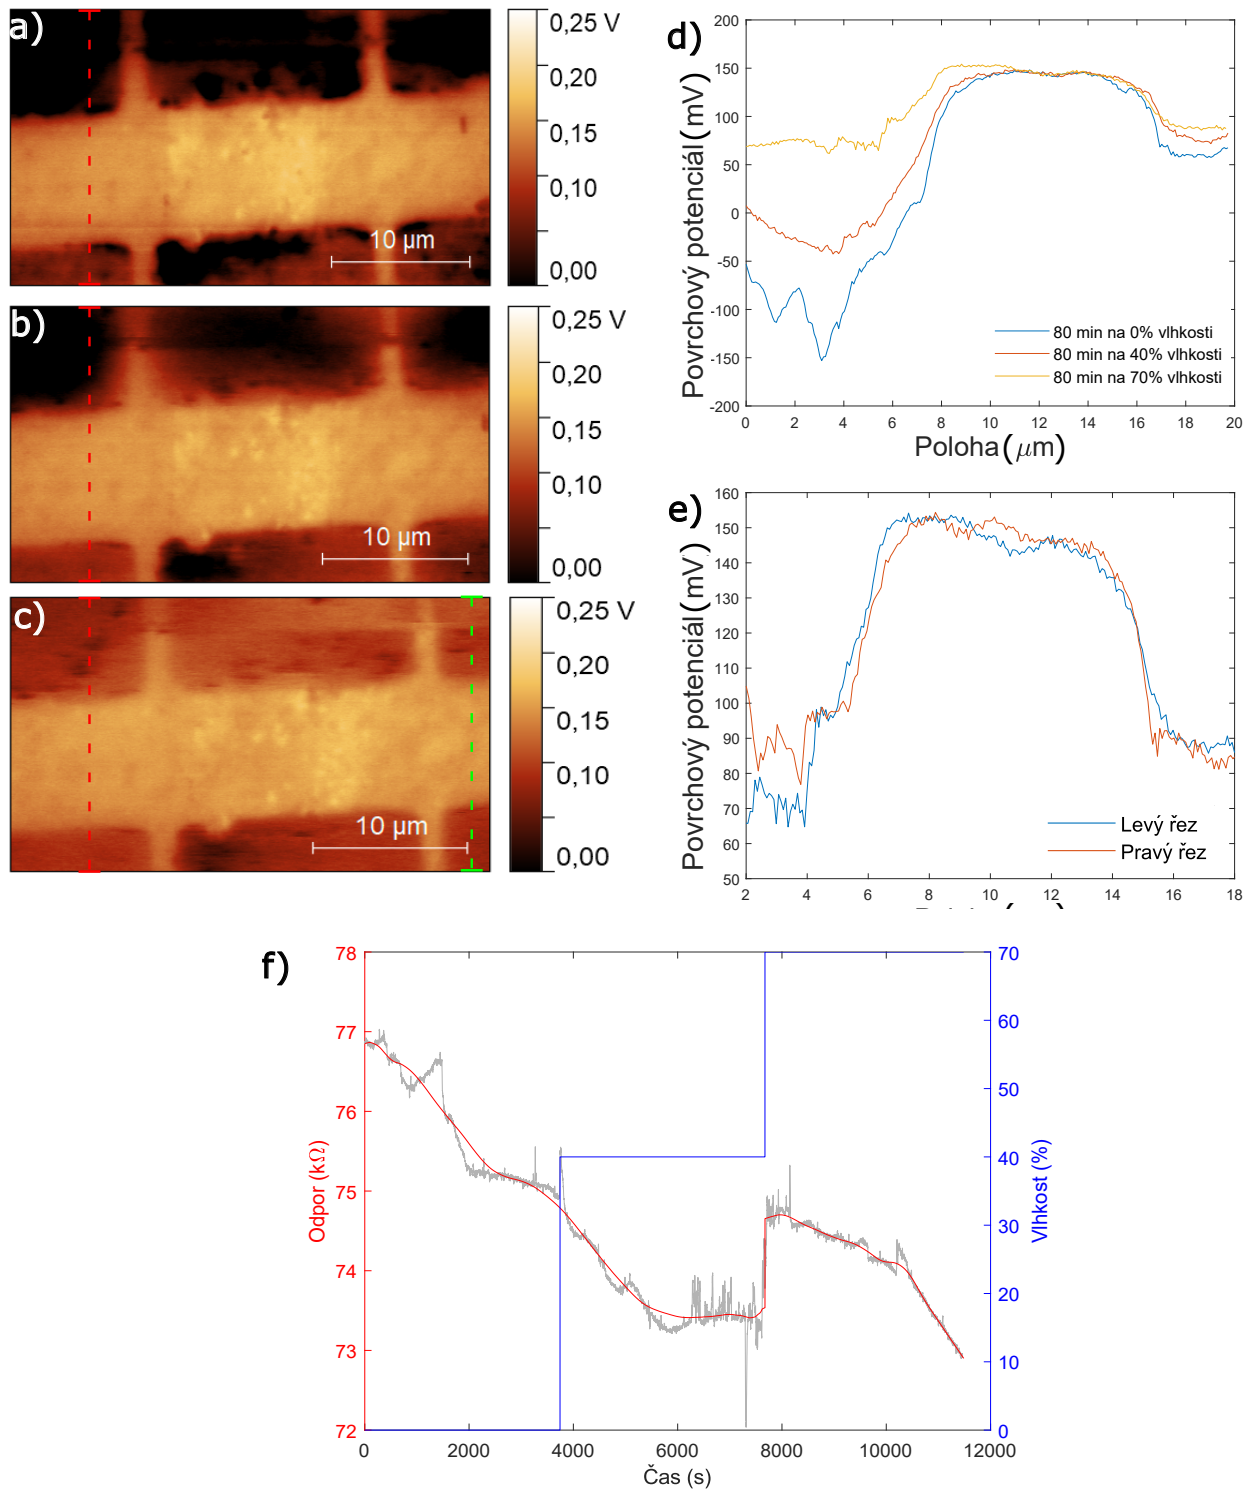 a)
0,25 V
0,20
0,15
0,10
0,00
10 µm
b)
0,25 V
0,20
0,15
0,10
0,00
10 µm
c)
0,25 V
0,20
0,15
0,10
0,00
10 µm
d)
Povrchový potenciál(mV)
200
150
100
50
0
-50
-100
-150
-200
80 min na 0% vlhkosti
80 min na 40% vlhkosti
80 min na 70% vlhkosti
0 2 4 6 8 10 12 14 16 18 20
Poloha(µm)
e)
Povrchový potenciál(mV)
160
150
140
130
120
110
100
90
80
70
60
50
Levý řez
Pravý řez
2 4 6 8 10 12 14 16 18
f)
Odpor (kΩ)
78
77
76
75
74
73
72
70
60
50
40
30
20
10
0
Vlhkost (%)
0 2000 4000 6000 8000 10000 12000
Čas (s)